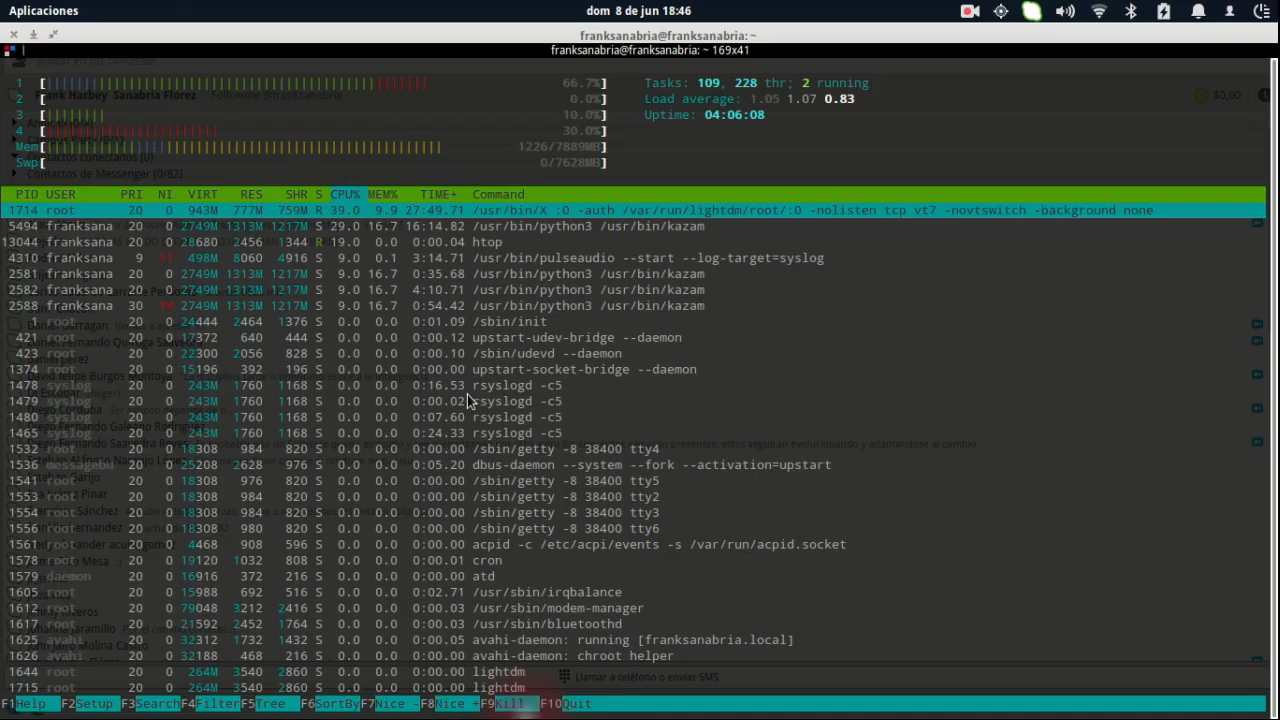 Aplicaciones
dom 8 de jun 18:46
franksanabria@franksanabria: ~
franksanabria@franksanabria: ~ 169x41
1 [ 66.7%]
2 [ 0.0%]
3 [ 10.0%]
4 [ 30.0%]
Mem[ 1226/7889MB]
Swp[ 0/7628MB]
Tasks: 109, 228 thr; 2 running
Load average: 1.05 1.07 0.83
Uptime: 04:06:08
Frank Harbey Sanabria Florez
$0,00
Contactos conectados (0)
Contactos de Messenger (0/82)
PID USER PRI NI VIRT RES SHR S CPU% MEM% TIME+ Command
1714 root 20 0 943M 777M 759M R 39.0 9.9 27:49.71 /usr/bin/X :0 -auth /var/run/lightdm/root/:0 -nolisten tcp vt7 -novtswitch -background none
5494 franksana 20 0 2749M 1313M 1217M S 29.0 16.7 16:14.82 /usr/bin/python3 /usr/bin/kazam
13044 franksana 20 0 28680 2456 1344 R 19.0 0.0 0:00.04 htop
4310 franksana 9 11 498M 8060 4916 S 9.0 0.1 3:14.71 /usr/bin/pulseaudio --start --log-target=syslog
2581 franksana 20 0 2749M 1313M 1217M S 9.0 16.7 0:35.68 /usr/bin/python3 /usr/bin/kazam
2582 franksana 20 0 2749M 1313M 1217M S 9.0 16.7 4:10.71 /usr/bin/python3 /usr/bin/kazam
2588 franksana 30 19 2749M 1313M 1217M S 9.0 16.7 0:54.42 /usr/bin/python3 /usr/bin/kazam
1 root 20 0 24444 2464 1376 S 0.0 0.0 0:01.09 /sbin/init
421 root 20 0 17372 640 444 S 0.0 0.0 0:00.12 upstart-udev-bridge --daemon
423 root 20 0 22300 2056 828 S 0.0 0.0 0:00.10 /sbin/udevd --daemon
1374 root 20 0 15196 392 196 S 0.0 0.0 0:00.00 upstart-socket-bridge --daemon
1478 syslog 20 0 243M 1760 1168 S 0.0 0.0 0:16.53 rsyslogd -c5
1479 syslog 20 0 243M 1760 1168 S 0.0 0.0 0:00.02 rsyslogd -c5
1480 syslog 20 0 243M 1760 1168 S 0.0 0.0 0:07.60 rsyslogd -c5
1465 syslog 20 0 243M 1760 1168 S 0.0 0.0 0:24.33 rsyslogd -c5
1532 root 20 0 18308 984 820 S 0.0 0.0 0:00.00 /sbin/getty -8 38400 tty4
1536 messagebu 20 0 25208 2628 976 S 0.0 0.0 0:05.20 dbus-daemon --system --fork --activation=upstart
1541 root 20 0 18308 976 820 S 0.0 0.0 0:00.00 /sbin/getty -8 38400 tty5
1553 root 20 0 18308 984 820 S 0.0 0.0 0:00.00 /sbin/getty -8 38400 tty2
1554 root 20 0 18308 984 820 S 0.0 0.0 0:00.00 /sbin/getty -8 38400 tty3
1556 root 20 0 18308 980 820 S 0.0 0.0 0:00.00 /sbin/getty -8 38400 tty6
1561 root 20 0 4468 908 596 S 0.0 0.0 0:00.00 acpid -c /etc/acpi/events -s /var/run/acpid.socket
1578 root 20 0 19120 1032 808 S 0.0 0.0 0:00.01 cron
1579 daemon 20 0 16916 372 216 S 0.0 0.0 0:00.00 atd
1605 root 20 0 15988 692 516 S 0.0 0.0 0:02.71 /usr/sbin/irqbalance
1612 root 20 0 79048 3212 2416 S 0.0 0.0 0:00.03 /usr/sbin/modem-manager
1617 root 20 0 21592 2452 1764 S 0.0 0.0 0:00.03 /usr/sbin/bluetoothd
1625 avahi 20 0 32312 1732 1432 S 0.0 0.0 0:00.05 avahi-daemon: running [franksanabria.local]
1626 avahi 20 0 32188 468 216 S 0.0 0.0 0:00.00 avahi-daemon: chroot helper
1644 root 20 0 264M 3540 2860 S 0.0 0.0 0:00.00 lightdm
Llamar a teléfono o enviar SMS
1715 root 20 0 264M 3540 2860 S 0.0 0.0 0:00.00 lightdm
F1Help F2Setup F3Search F4Filter F5Tree F6SortBy F7Nice - F8Nice + F9Kill F10Quit